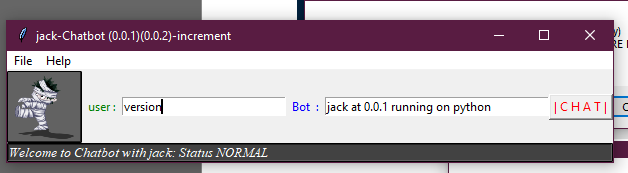 jack-Chatbot (0.0.1)(0.0.2)-increment
File Help
user : version Bot : jack at 0.0.1 running on python | C H A T |
Welcome to Chatbot with jack: Status NORMAL